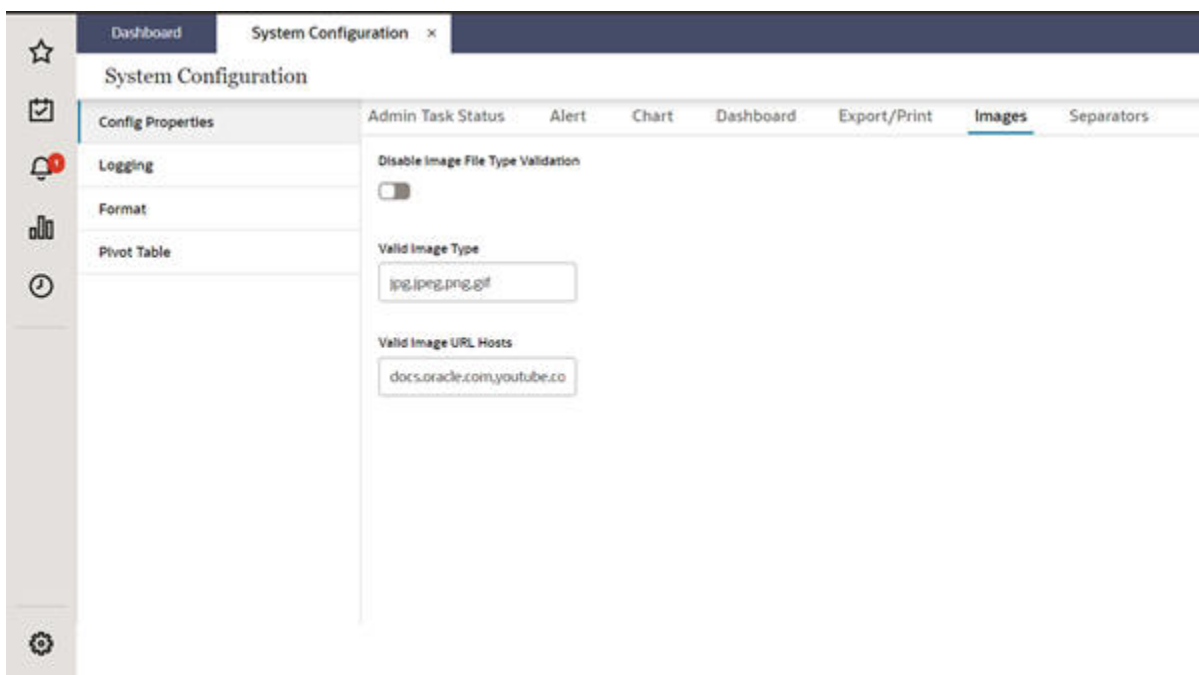 Dashboard
System Configuration ×
System Configuration
Config Properties
Logging
Format
Pivot Table
Admin Task Status Alert Chart Dashboard Export/Print Images Separators
Disable Image File Type Validation
Valid Image Type
jpg,jpeg,png,gif
Valid Image URL Hosts
docs.oracle.com,youtube.co